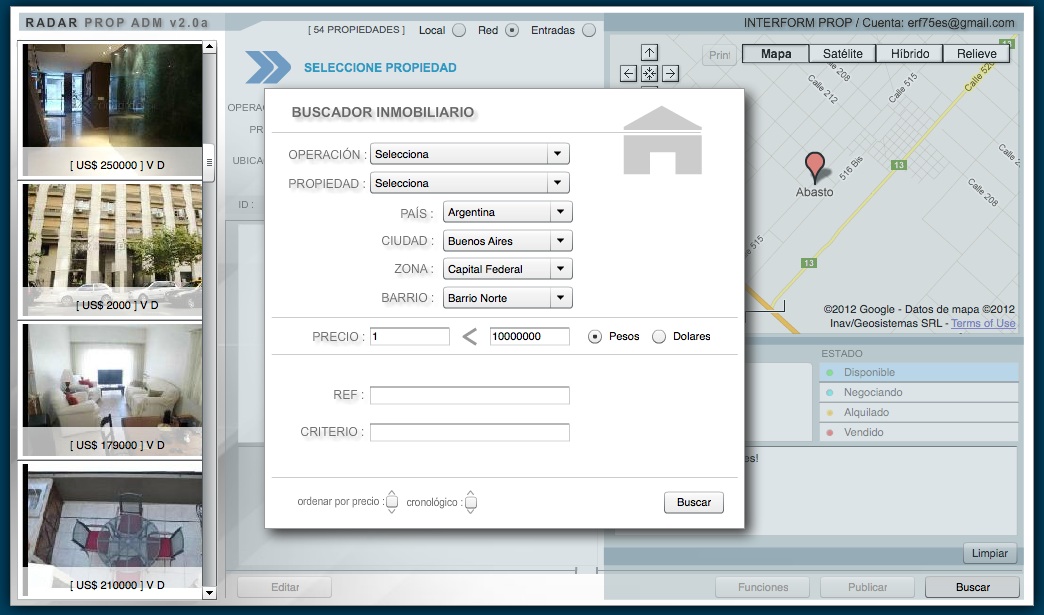 RADAR PROP ADM v2.0a
[ 54 PROPIEDADES ] Local Red Entradas
INTERFORM PROP / Cuenta: erf75es@gmail.com
SELECCIONE PROPIEDAD
[ US$ 250000 ] V D
[ US$ 2000 ] V D
[ US$ 179000 ] V D
[ US$ 210000 ] V D
OPERA
PR
UBICA
ID :
BUSCADOR INMOBILIARIO
OPERACIÓN : Selecciona
PROPIEDAD : Selecciona
PAÍS : Argentina
CIUDAD : Buenos Aires
ZONA : Capital Federal
BARRIO : Barrio Norte
PRECIO : 1 < 10000000 Pesos Dolares
REF :
CRITERIO :
ordenar por precio : cronológico : Buscar
Print Mapa Satélite Híbrido Relieve
13
Calle 208
Calle 212
Calle 515
Calle 520
516 Bis
13
Calle 2
Abasto
Calle 208
515
13
©2012 Google - Datos de mapa ©2012
Inav/Geosistemas SRL - Terms of Use
ESTADO
Disponible
Negociando
Alquilado
Vendido
es!
Limpiar
Editar Funciones Publicar Buscar